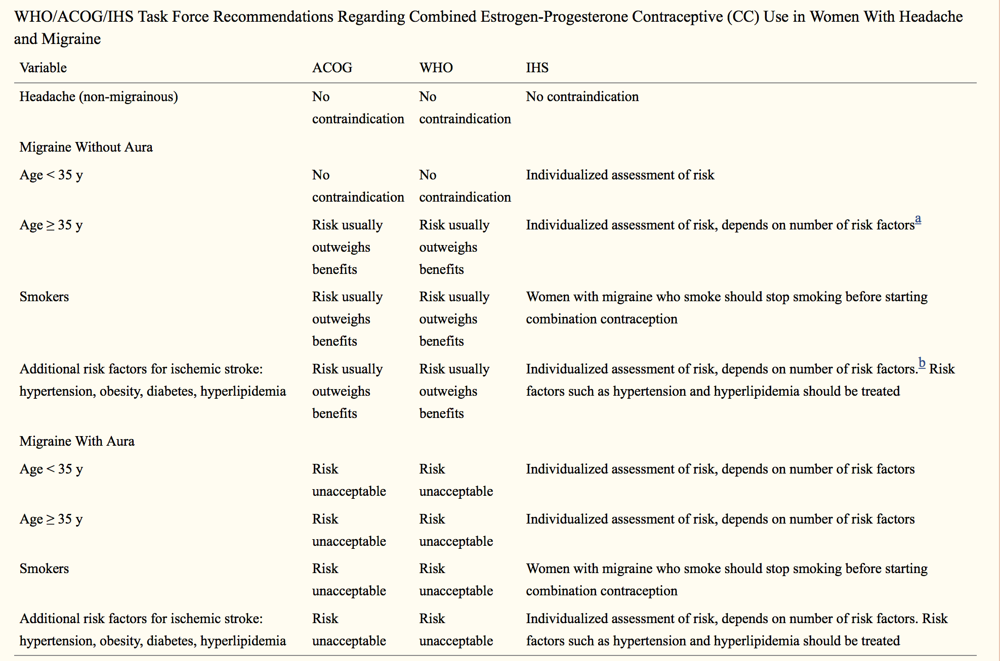 WHO/ACOG/IHS Task Force Recommendations Regarding Combined Estrogen-Progesterone Contraceptive (CC) Use in Women With Headache
and Migraine
Variable ACOG WHO IHS
Headache (non-migrainous) No No No contraindication
contraindication contraindication
Migraine Without Aura
Age < 35 y No No Individualized assessment of risk
contraindication contraindication
Age ≥ 35 y Risk usually Risk usually Individualized assessment of risk, depends on number of risk factorsa
outweighs outweighs
benefits benefits
Smokers Risk usually Risk usually Women with migraine who smoke should stop smoking before starting
outweighs outweighs combination contraception
benefits benefits
Additional risk factors for ischemic stroke: Risk usually Risk usually Individualized assessment of risk, depends on number of risk factors.b Risk
hypertension, obesity, diabetes, hyperlipidemia outweighs outweighs factors such as hypertension and hyperlipidemia should be treated
benefits benefits
Migraine With Aura
Age < 35 y Risk Risk Individualized assessment of risk, depends on number of risk factors
unacceptable unacceptable
Age ≥ 35 y Risk Risk Individualized assessment of risk, depends on number of risk factors
unacceptable unacceptable
Smokers Risk Risk Women with migraine who smoke should stop smoking before starting
unacceptable unacceptable combination contraception
Additional risk factors for ischemic stroke: Risk Risk Individualized assessment of risk, depends on number of risk factors. Risk
hypertension, obesity, diabetes, hyperlipidemia unacceptable unacceptable factors such as hypertension and hyperlipidemia should be treated